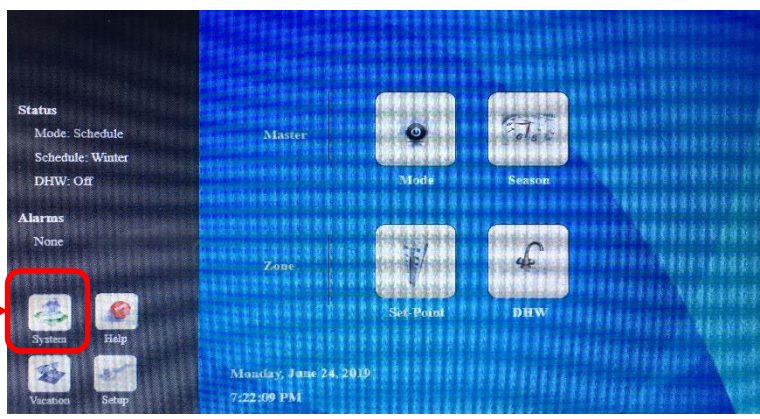 Status
Mode: Schedule
Schedule: Winter
DHW: Off
Alarms
None
System
Help
Vacation
Setup
Master
Mode
Season
Zone
Set-Point
DHW
Monday, June 24, 2019
7:22:09 PM